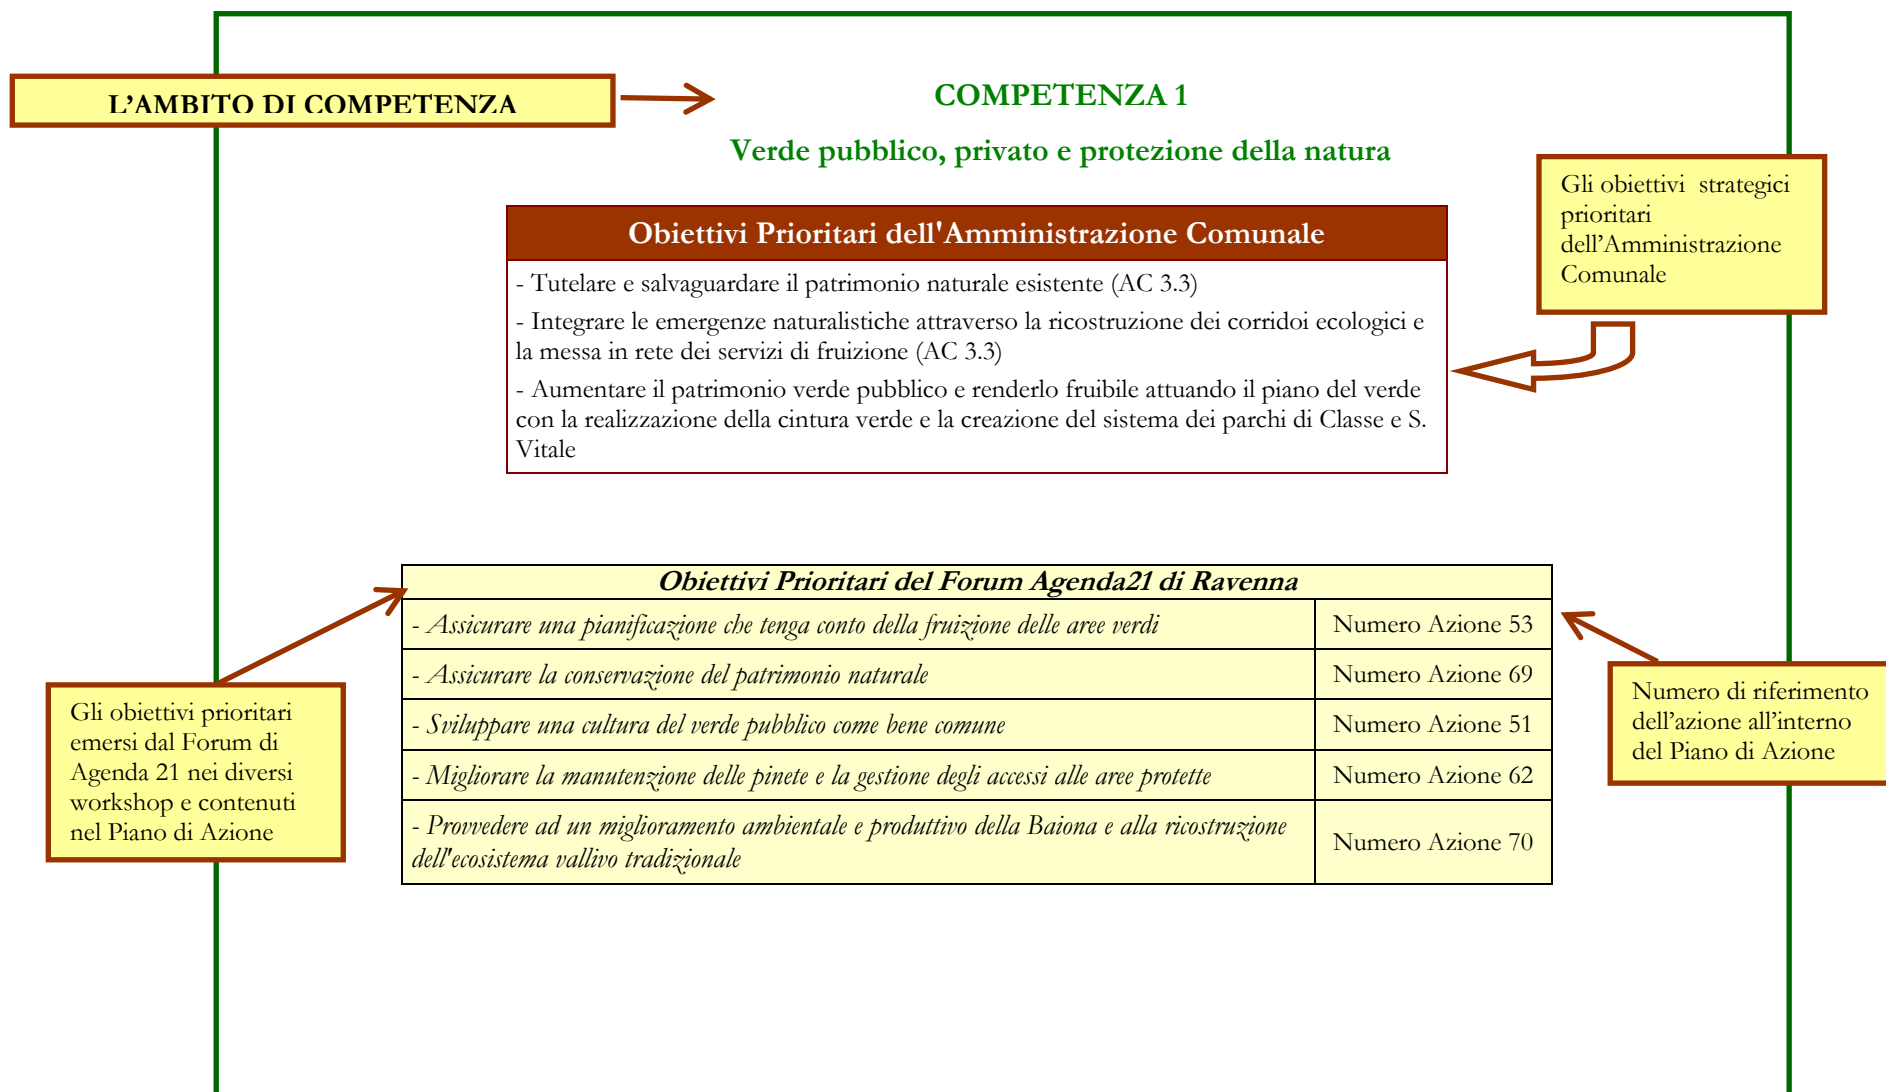 L'AMBITO DI COMPETENZA
COMPETENZA 1
Verde pubblico, privato e protezione della natura
Gli obiettivi strategici
prioritari
dell'Amministrazione
Comunale
Obiettivi Prioritari dell'Amministrazione Comunale
- Tutelare e salvaguardare il patrimonio naturale esistente (AC 3.3)
- Integrare le emergenze naturalistiche attraverso la ricostruzione dei corridoi ecologici e
la messa in rete dei servizi di fruizione (AC 3.3)
- Aumentare il patrimonio verde pubblico e renderlo fruibile attuando il piano del verde
con la realizzazione della cintura verde e la creazione del sistema dei parchi di Classe e S.
Vitale
Obiettivi Prioritari del Forum Agenda21 di Ravenna
- Assicurare una pianificazione che tenga conto della fruizione delle aree verdi
Numero Azione 53
- Assicurare la conservazione del patrimonio naturale
Numero Azione 69
- Sviluppare una cultura del verde pubblico come bene comune
Numero Azione 51
- Migliorare la manutenzione delle pinete e la gestione degli accessi alle aree protette
Numero Azione 62
- Provvedere ad un miglioramento ambientale e produttivo della Baiona e alla ricostruzione
dell'ecosistema vallivo tradizionale
Numero Azione 70
Gli obiettivi prioritari
emersi dal Forum di
Agenda 21 nei diversi
workshop e contenuti
nel Piano di Azione
Numero di riferimento
dell'azione all'interno
del Piano di Azione